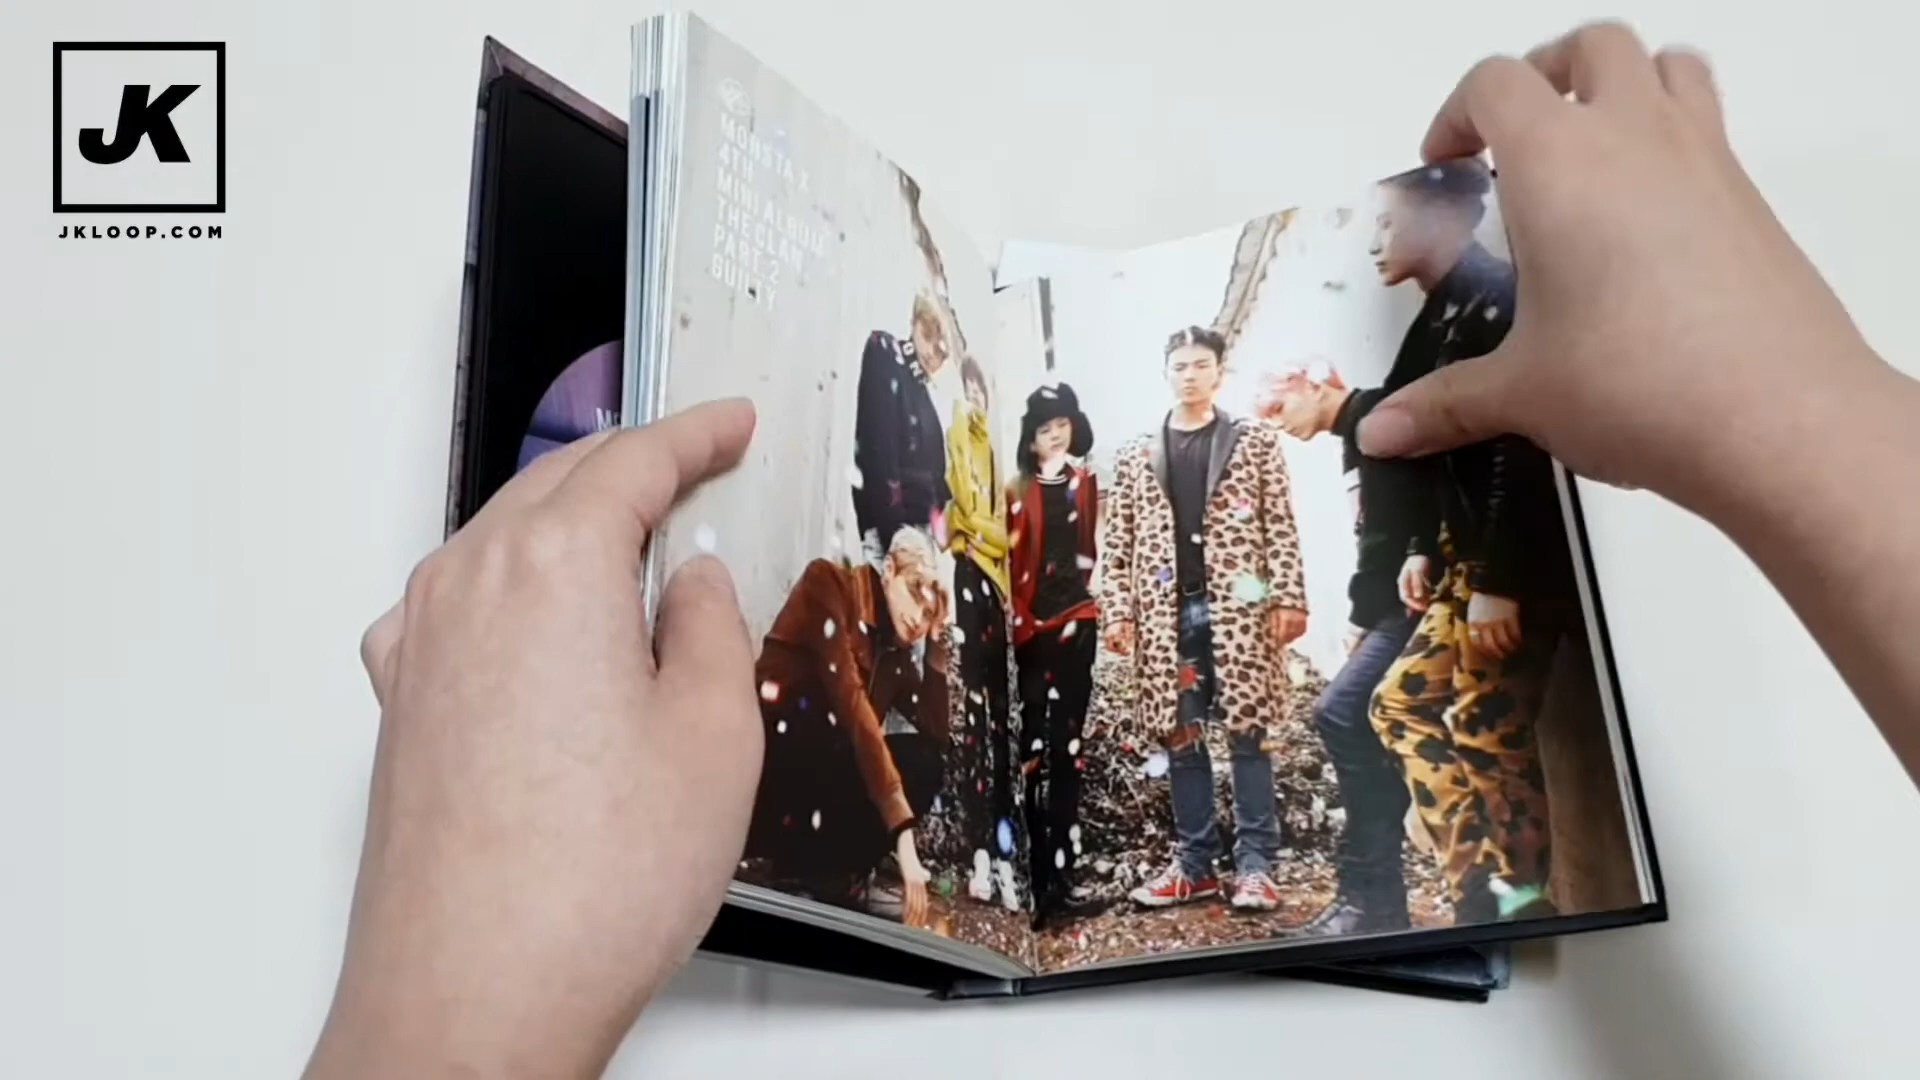 JK
JKLOOP.COM
MONSTA X
4TH
MINI ALBUM
THE CLAN
PART.2
GUILTY